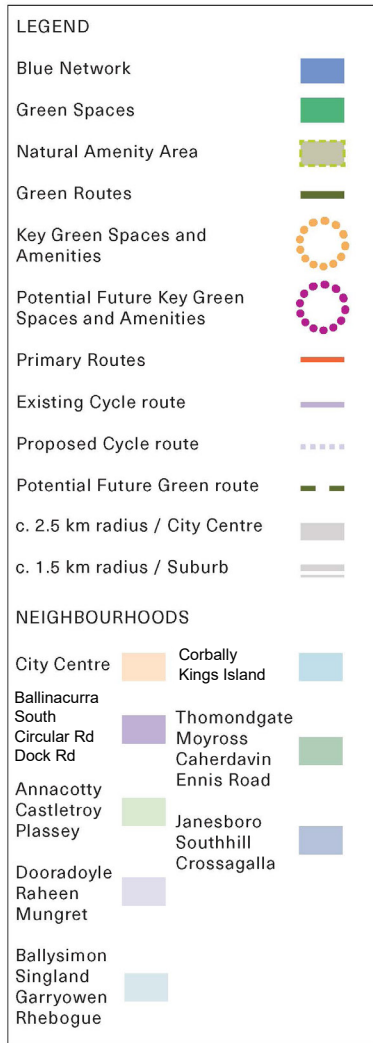 LEGEND
Blue Network
Green Spaces
Natural Amenity Area
Green Routes
Key Green Spaces and
Amenities
Potential Future Key Green
Spaces and Amenities
Primary Routes
Existing Cycle route
Proposed Cycle route
Potential Future Green route
c. 2.5 km radius / City Centre
c. 1.5 km radius / Suburb
NEIGHBOURHOODS
City Centre
Ballinacurra
South
Circular Rd
Dock Rd
Annacotty
Castletroy
Plassey
Dooradoyle
Raheen
Mungret
Ballysimon
Singland
Garryowen
Rhebogue
Corbally
Kings Island
Thomondgate
Moyross
Caherdavin
Ennis Road
Janesboro
Southhill
Crossagalla